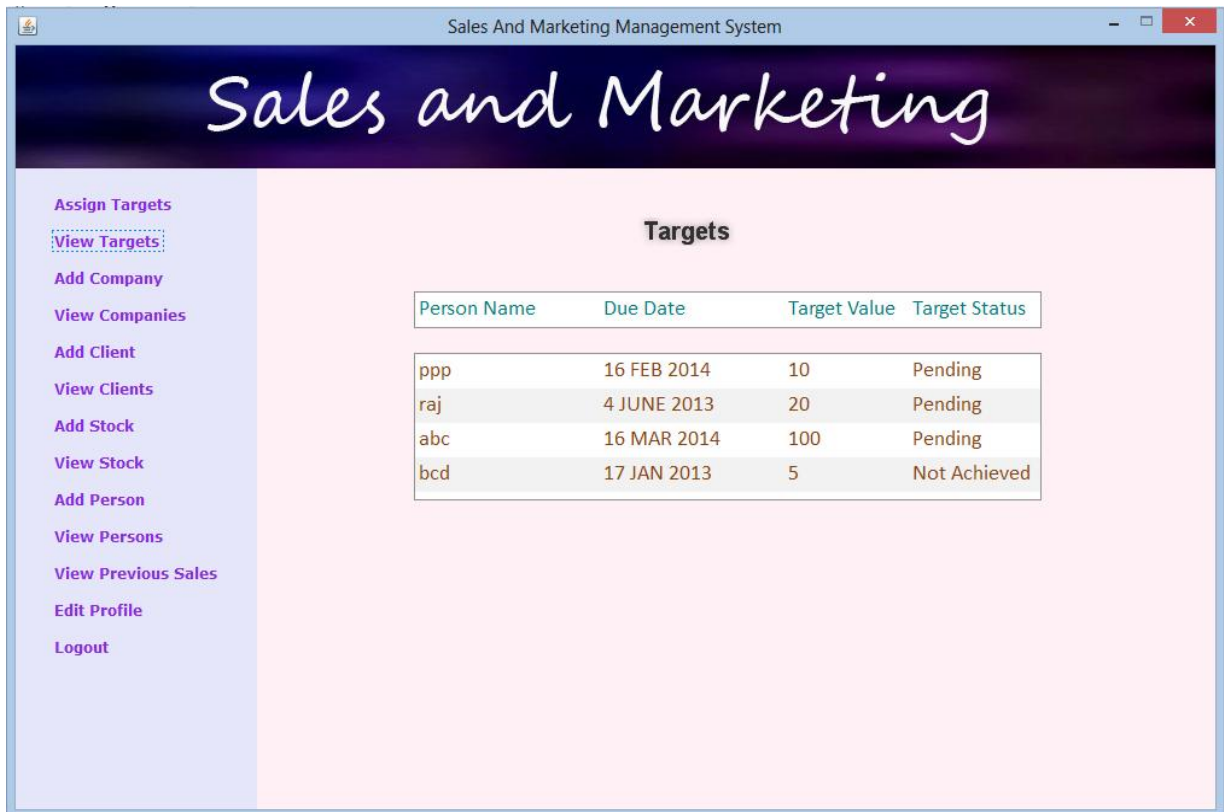 Sales And Marketing Management System
Sales and Marketing
Assign Targets
View Targets
Add Company
View Companies
Add Client
View Clients
Add Stock
View Stock
Add Person
View Persons
View Previous Sales
Edit Profile
Logout
Targets
Person Name Due Date Target Value Target Status
ppp 16 FEB 2014 10 Pending
raj 4 JUNE 2013 20 Pending
abc 16 MAR 2014 100 Pending
bcd 17 JAN 2013 5 Not Achieved